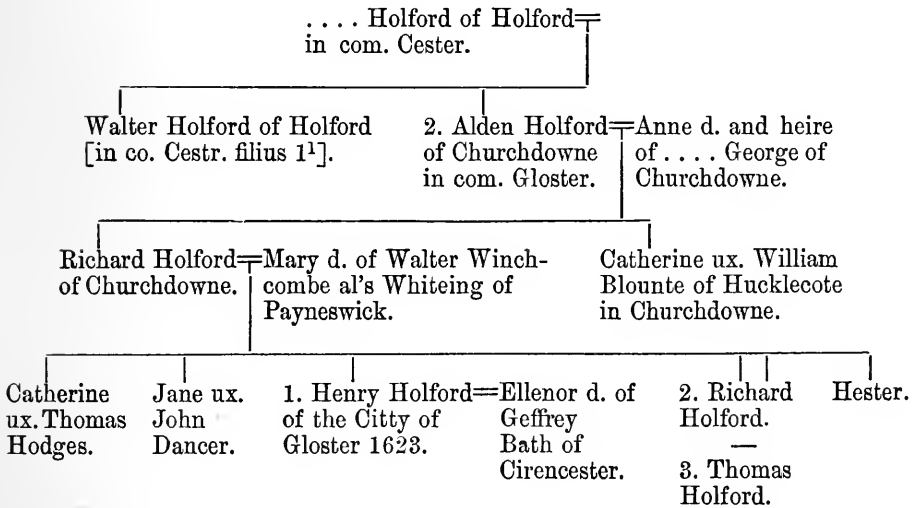 . . . . Holford of Holford=
in com. Cester.
Walter Holford of Holford
[in co. Cestr. filius 1¹].
2. Alden Holford=
of Churchdowne
in com. Gloster.
Anne d. and heire
of . . . . George of
Churchdowne.
Richard Holford=
of Churchdowne.
Mary d. of Walter Winch-
combe al's Whiteing of
Payneswick.
Catherine ux. William
Blounte of Hucklecote
in Churchdowne.
Catherine
ux. Thomas
Hodges.
Jane ux.
John
Dancer.
1. Henry Holford=
of the Citty of
Gloster 1623.
Ellenor d. of
Geffrey
Bath of
Cirencester.
2. Richard
Holford.
—
3. Thomas
Holford.
Hester.